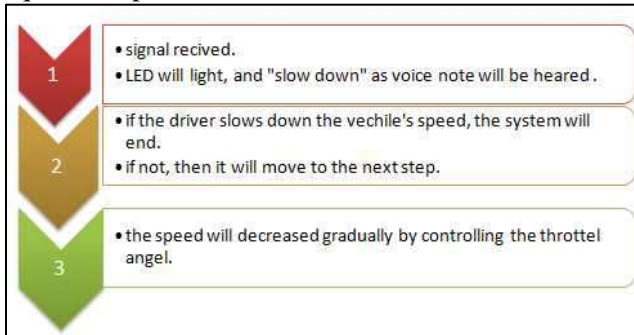 1
• signal recived.
• LED will light, and "slow down" as voice note will be heared .
2
• if the driver slows down the vechile's speed, the system will
end.
• if not, then it will move to the next step.
3
• the speed will decreased gradually by controlling the throttel
angel.